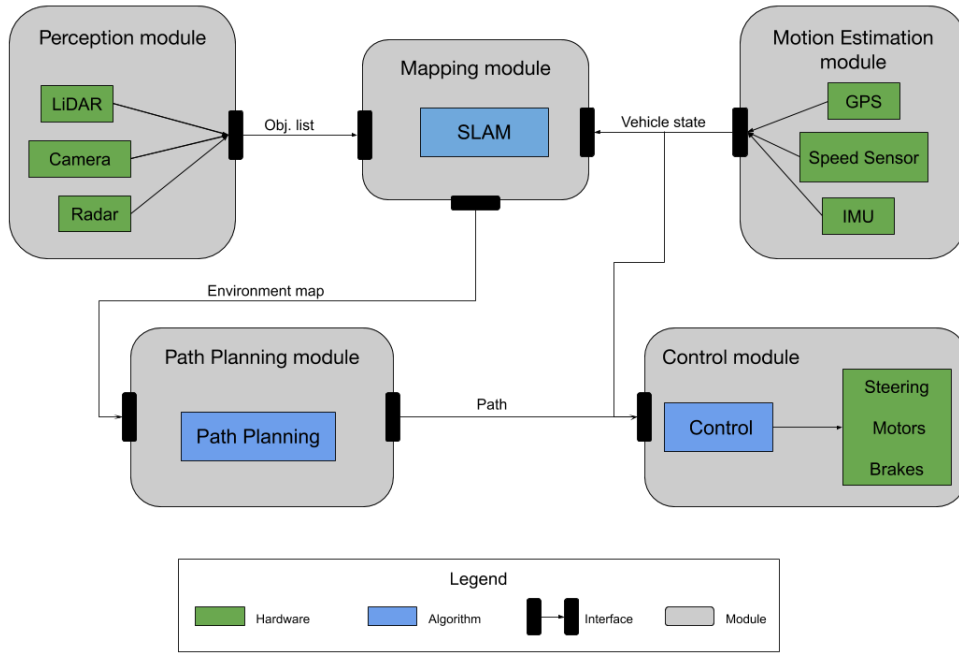 Perception module
LiDAR
Camera
Radar
Obj. list
Mapping module
SLAM
Vehicle state
Motion Estimation
module
GPS
Speed Sensor
IMU
Environment map
Path Planning module
Path Planning
Path
Control module
Control
Steering
Motors
Brakes
Legend
Hardware
Algorithm
Interface
Module